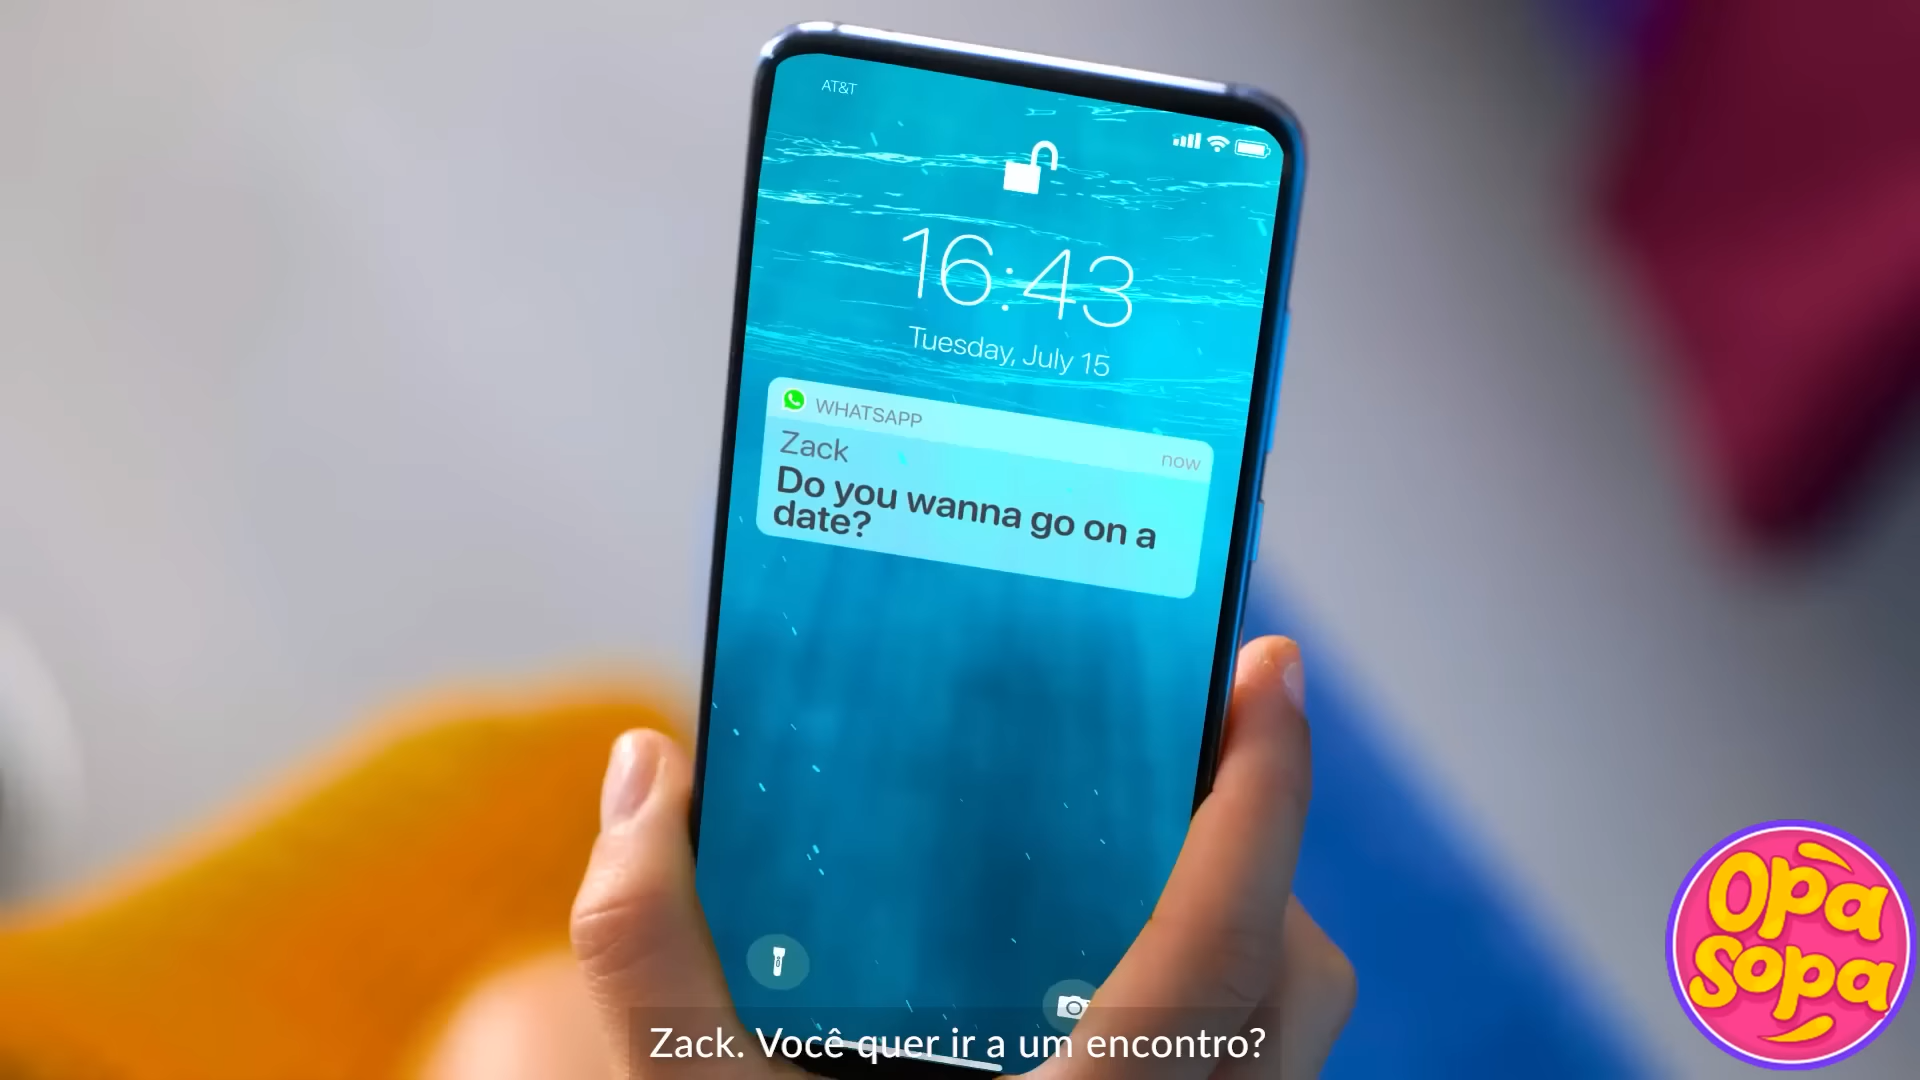 AT&T
16:43
Tuesday, July 15
WHATSAPP
now
Zack
Do you wanna go on a
date?
Zack. Você quer ir a um encontro?
Opa
Sopa